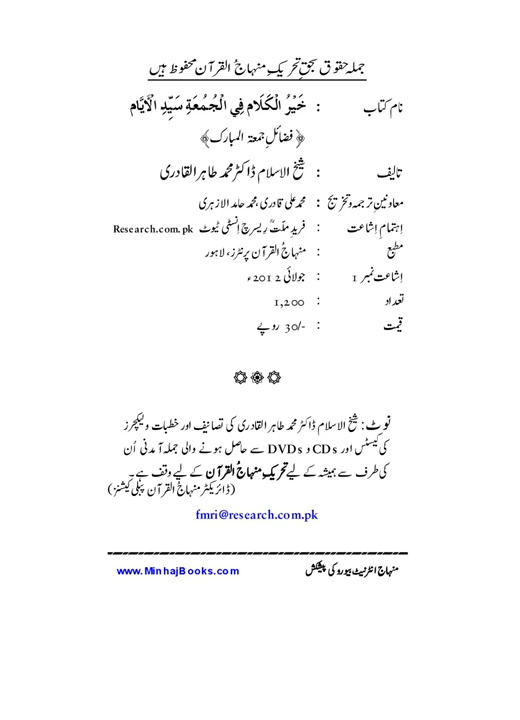 جملہ حقوق بحق تحریکِ منہاجُ القرآن محفوظ ہیں
نام کتاب : خَيْرُ الْكَلَام فِي الْجُمُعَةِ سَيِّدِ الْأَيَّام
﴿ فضائلِ جمعۃ المبارک﴾
تالیف : شیخ الاسلام ڈاکٹر محمد طاہرالقادری
معاونینِ ترجمہ و تخریج : محمد علی قادری، محمد حامد الازہری
اِہتمامِ اِشاعت : فریدِ ملّتؒ رِیسرچ اِنسٹی ٹیوٹ Research.com.pk
مطبع : منہاجُ القرآن پرنٹرز، لاہور
اِشاعت نمبر 1 : جولائی 2012ء
تعداد : 1,200
قیمت : -/30 روپے
نوٹ: شیخ الاسلام ڈاکٹر محمد طاہرالقادری کی تصانیف اور خطبات و لیکچرز
کی کیسٹس اور CDs و DVDs سے حاصل ہونے والی جملہ آمدنی اُن
کی طرف سے ہمیشہ کے لیے تحریکِ منہاجُ القرآن کے لیے وقف ہے۔
(ڈائریکٹر منہاجُ القرآن پبلی کیشنز)
fmri@research.com.pk
منہاج انٹرنیٹ بیورو کی پیشکش www.MinhajBooks.com